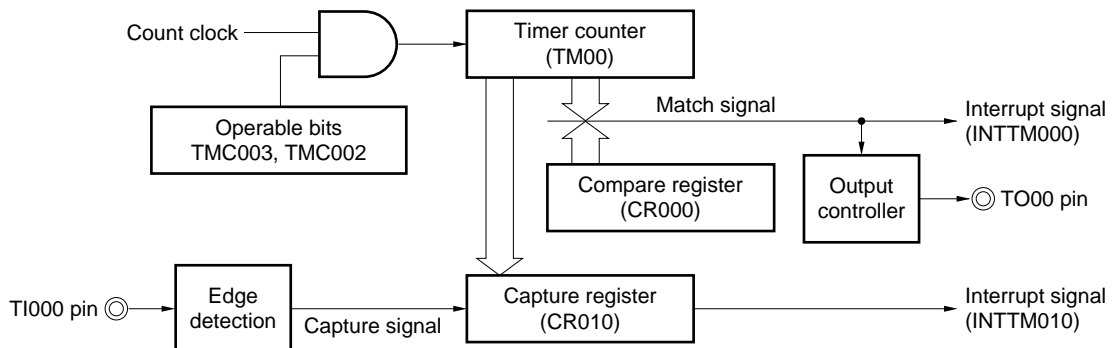 Count clock
Timer counter
(TM00)
Operable bits
TMC003, TMC002
Match signal
Interrupt signal
(INTTM000)
Compare register
(CR000)
Output
controller
TO00 pin
TI000 pin
Edge
detection
Capture signal
Capture register
(CR010)
Interrupt signal
(INTTM010)